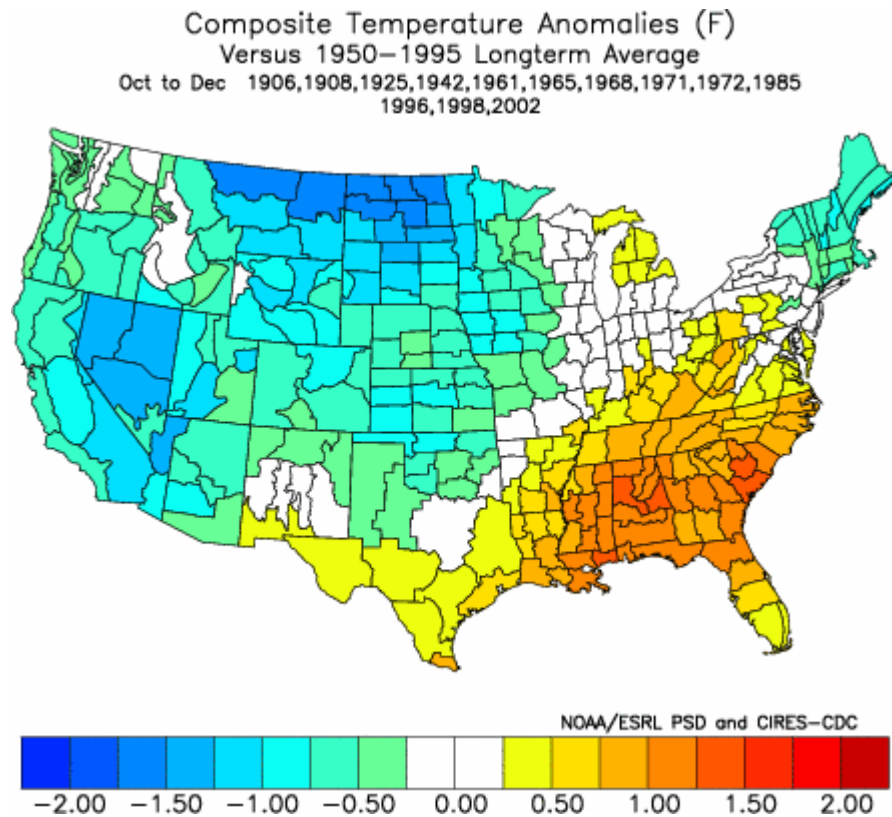 Composite Temperature Anomalies (F)
Versus 1950-1995 Longterm Average
Oct to Dec 1906,1908,1925,1942,1961,1965,1968,1971,1972,1985
1996,1998,2002
NOAA/ESRL PSD and CIRES-CDC
-2.00 -1.50 -1.00 -0.50 0.00 0.50 1.00 1.50 2.00